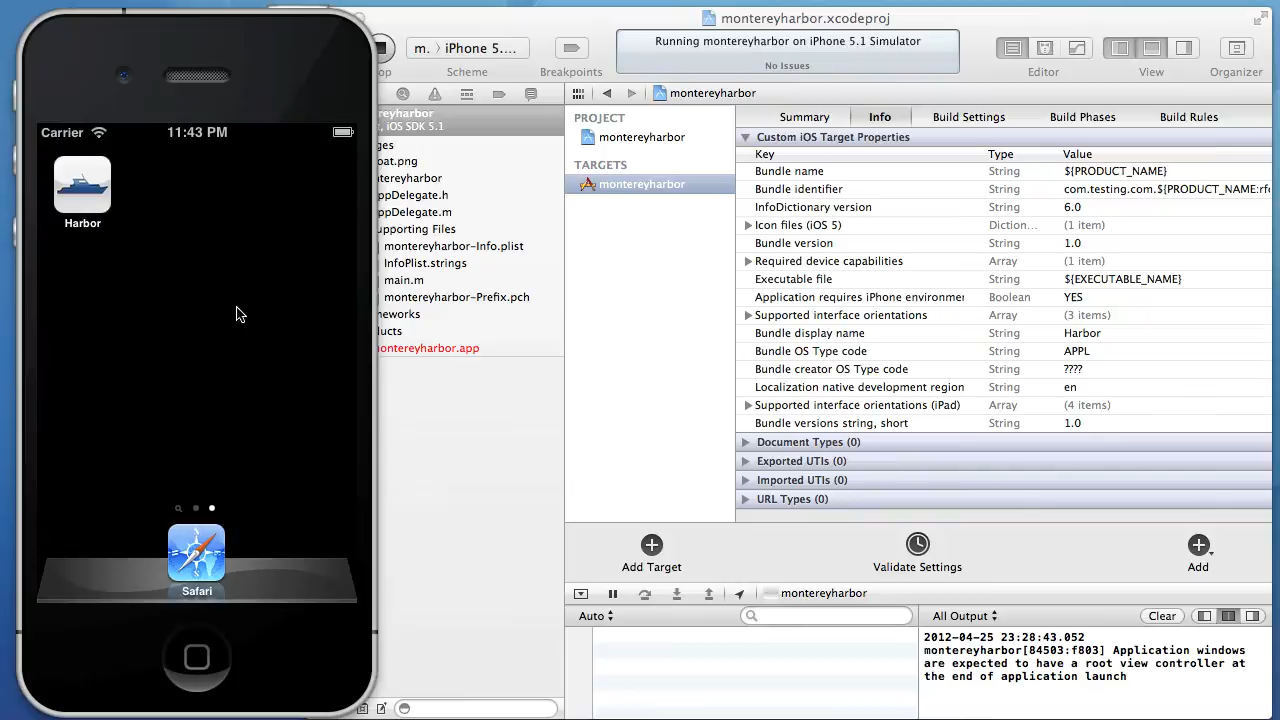 montereyharbor.xcodeproj
m. 〉 iPhone 5....
Running montereyharbor on iPhone 5.1 Simulator
No Issues
op
Scheme
Breakpoints
Editor
View
Organizer
Carrier
11:43 PM
Harbor
Safari
eyharbor
, iOS SDK 5.1
ges
oat.png
ntereyharbor
ppDelegate.h
ppDelegate.m
upporting Files
montereyharbor-Info.plist
InfoPlist.strings
main.m
montereyharbor-Prefix.pch
neworks
ducts
ontereyharbor.app
montereyharbor
PROJECT
montereyharbor
TARGETS
montereyharbor
Summary
Info
Build Settings
Build Phases
Build Rules
Custom iOS Target Properties
Key Type Value
Bundle name String ${PRODUCT_NAME}
Bundle identifier String com.testing.com.${PRODUCT_NAME:rfc
InfoDictionary version String 6.0
Icon files (iOS 5) Diction... (1 item)
Bundle version String 1.0
Required device capabilities Array (1 item)
Executable file String ${EXECUTABLE_NAME}
Application requires iPhone environmer Boolean YES
Supported interface orientations Array (3 items)
Bundle display name String Harbor
Bundle OS Type code String APPL
Bundle creator OS Type code String ????
Localization native development region String en
Supported interface orientations (iPad) Array (4 items)
Bundle versions string, short String 1.0
Document Types (0)
Exported UTIs (0)
Imported UTIs (0)
URL Types (0)
Add Target
Validate Settings
Add
montereyharbor
Auto
All Output
Clear
2012-04-25 23:28:43.052
montereyharbor[84503:f803] Application windows
are expected to have a root view controller at
the end of application launch